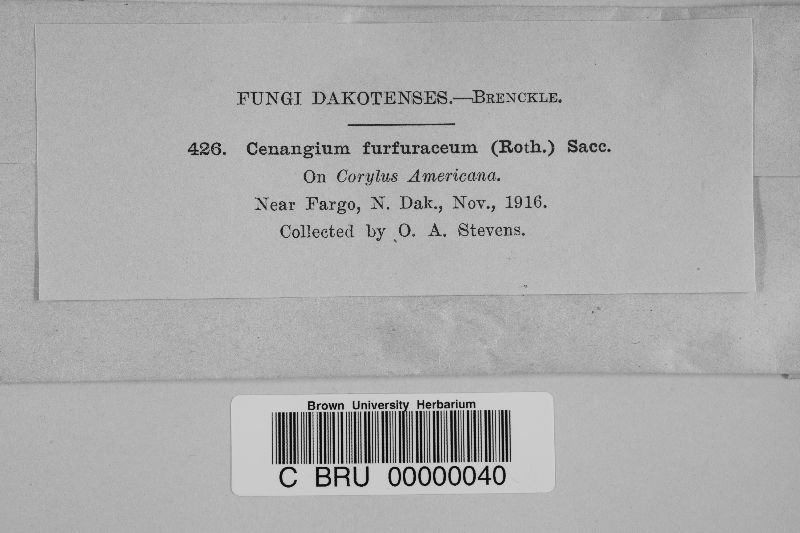 FUNGI DAKOTENSES.—BRENCKLE.
426. Cenangium furfuraceum (Roth.) Sacc.
On Corylus Americana.
Near Fargo, N. Dak., Nov., 1916.
Collected by O. A. Stevens.
Brown University Herbarium
C BRU 00000040